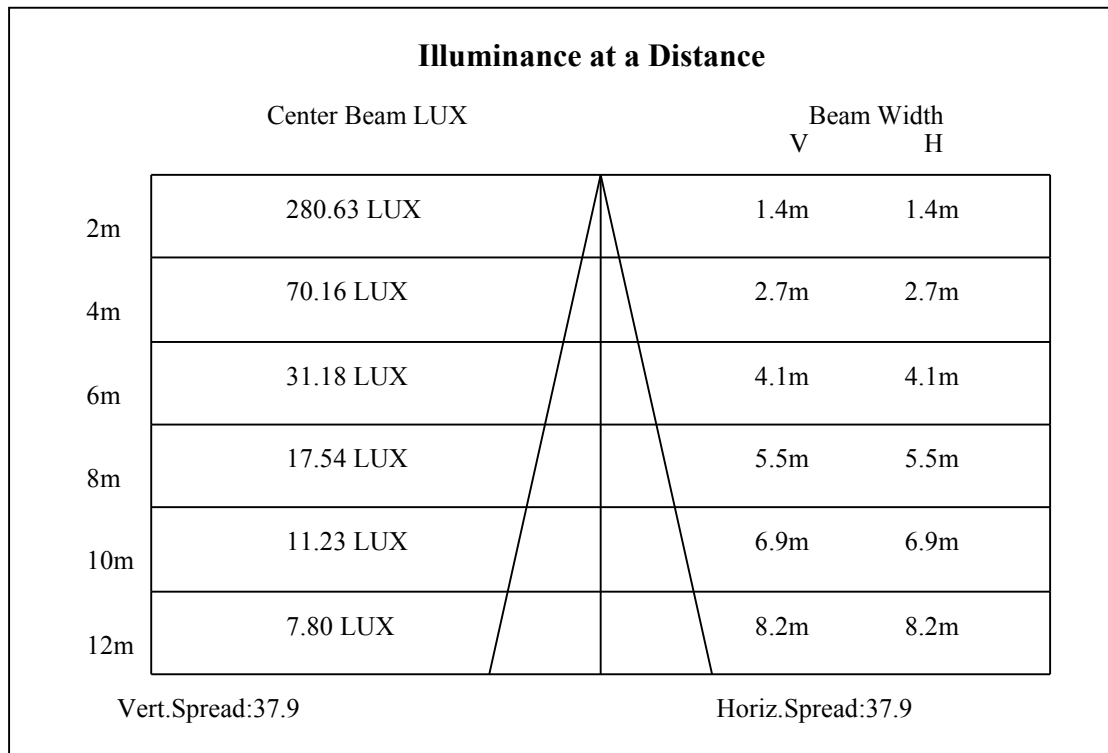 Illuminance at a Distance
Center Beam LUX Beam Width
V H
2m 280.63 LUX 1.4m 1.4m
4m 70.16 LUX 2.7m 2.7m
6m 31.18 LUX 4.1m 4.1m
8m 17.54 LUX 5.5m 5.5m
10m 11.23 LUX 6.9m 6.9m
12m 7.80 LUX 8.2m 8.2m
Vert.Spread:37.9 Horiz.Spread:37.9